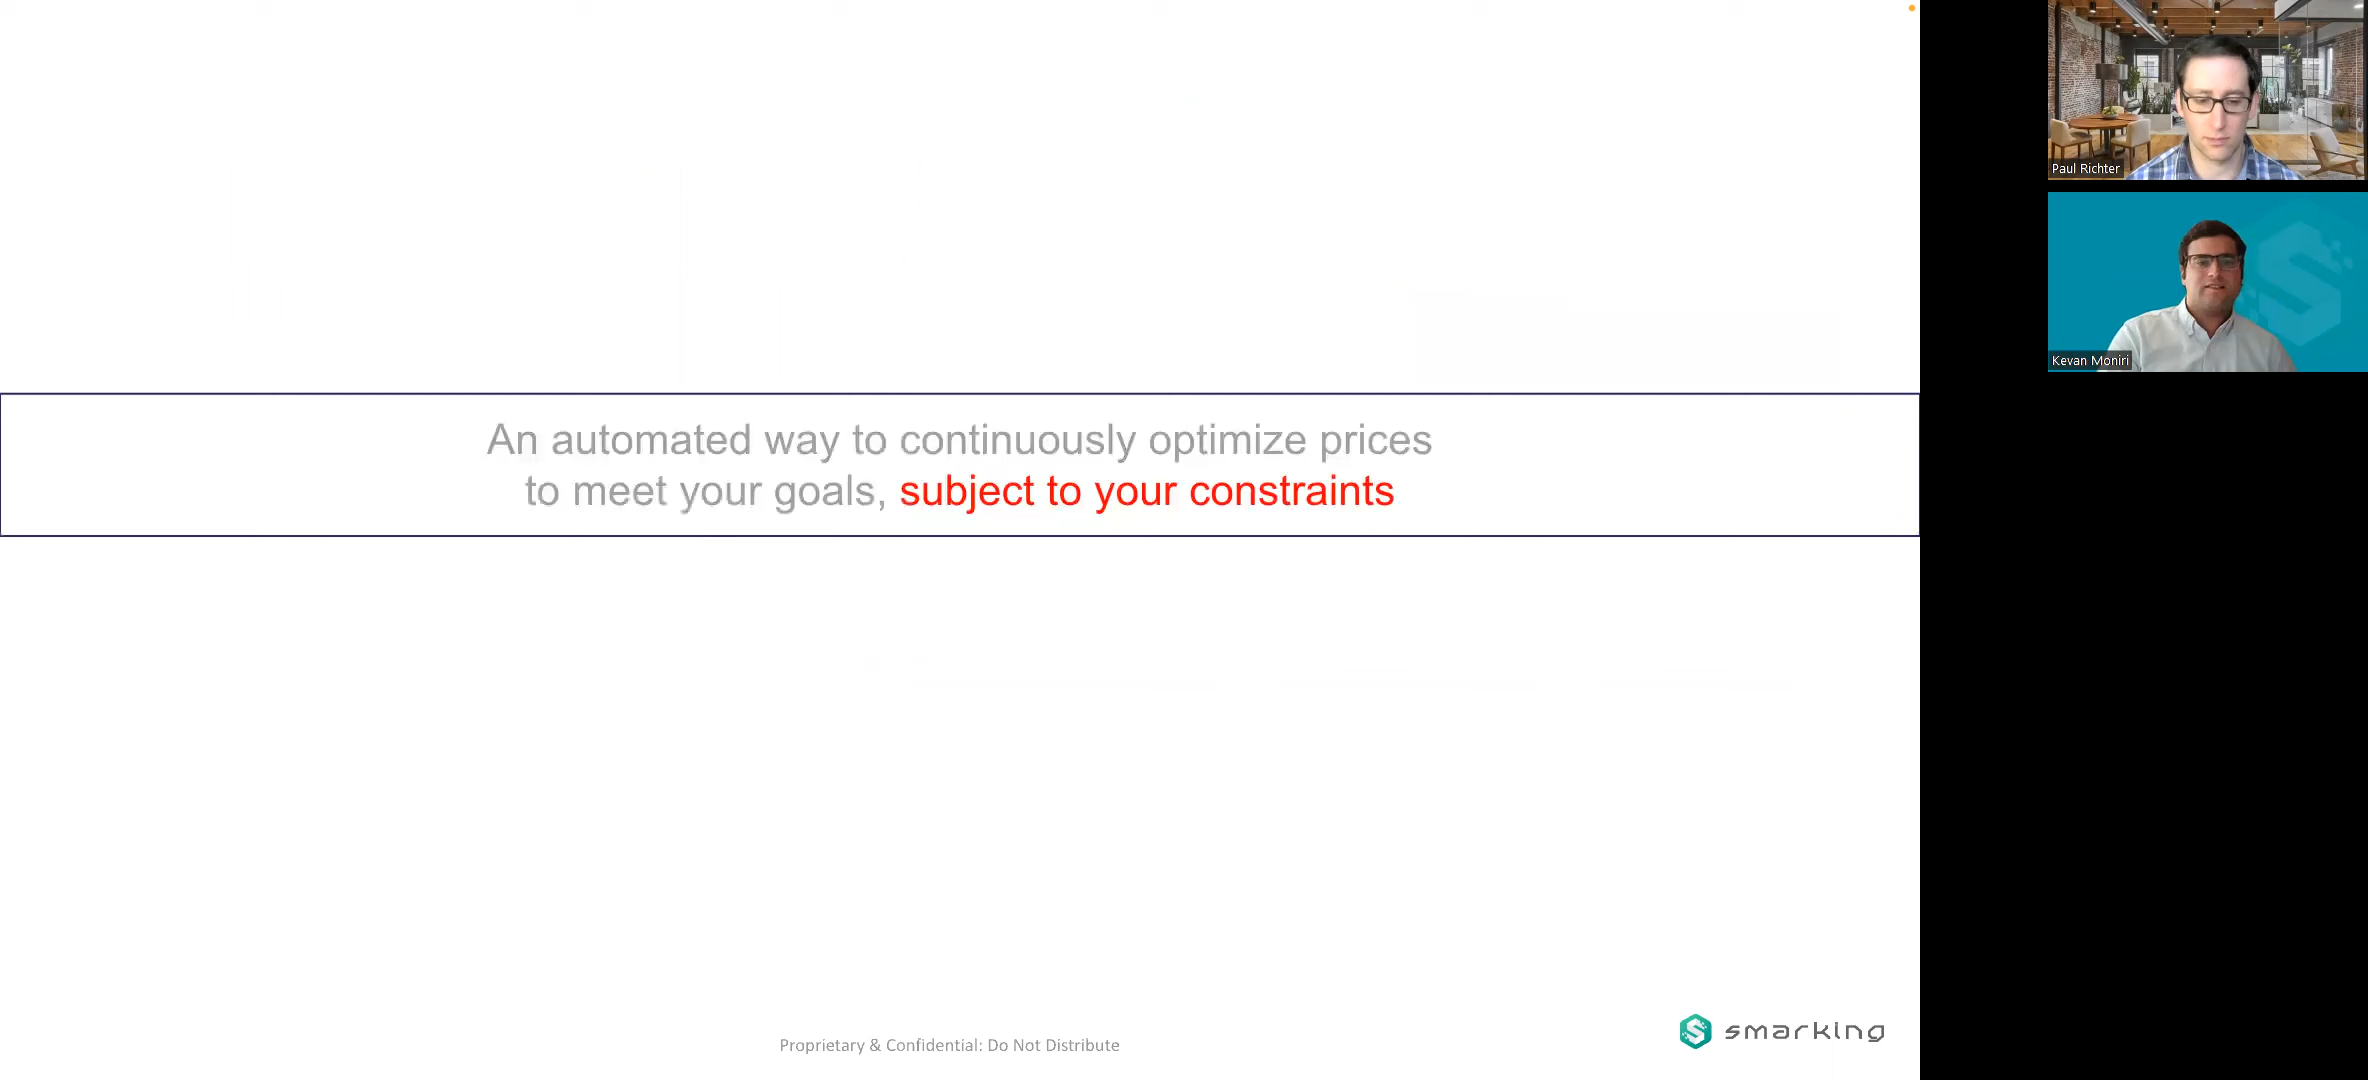 An automated way to continuously optimize prices
to meet your goals, subject to your constraints
Proprietary & Confidential: Do Not Distribute
smarking
Paul Richter
Kevan Moniri